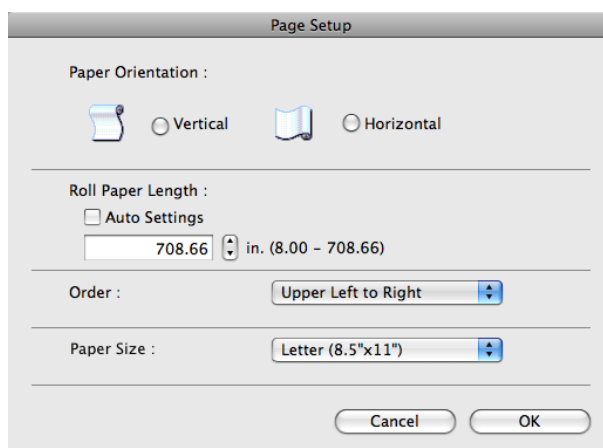 Page Setup
Paper Orientation :
Vertical
Horizontal
Roll Paper Length :
Auto Settings
708.66 in. (8.00 – 708.66)
Order : Upper Left to Right
Paper Size : Letter (8.5"x11")
Cancel OK